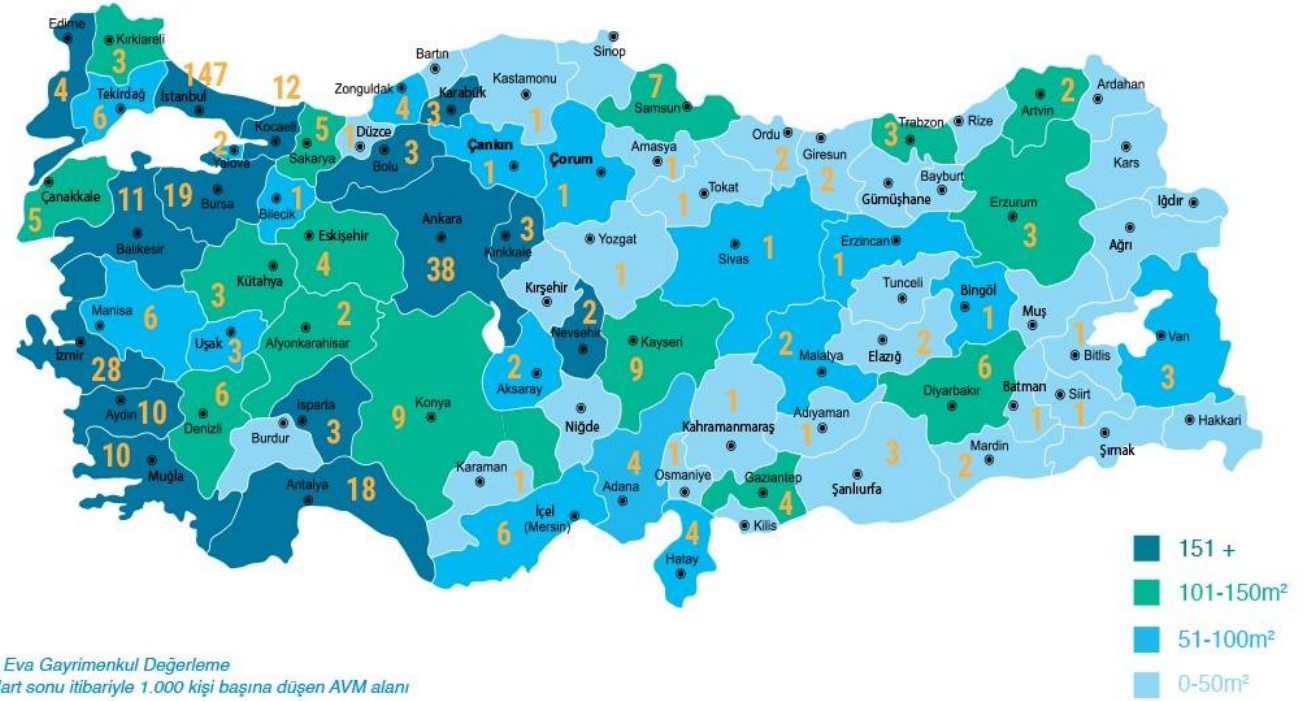 Edirne
Kırklareli
3
4
Tekirdağ
6
147
İstanbul
12
Kocaeli
5
Sakarya
2
Yalova
1
Düzce
Bolu
3
Zonguldak
4
Bartın
3
Karabük
Kastamonu
1
Sinop
7
Samsun
Çankırı
1
Çorum
1
Amasya
1
Tokat
1
Ordu
2
Giresun
2
3
Trabzon
Rize
Gümüşhane
Bayburt
Artvin
2
Ardahan
Kars
Iğdır
Ağrı
Erzurum
3
Çanakkale
5
11
Balıkesir
19
Bursa
1
Bilecik
Eskişehir
4
Kütahya
3
Ankara
38
3
Kırıkkale
Yozgat
1
Kırşehir
Sivas
1
Erzincan
1
Tunceli
Bingöl
1
Muş
1
Bitlis
Van
3
Manisa
6
İzmir
28
Uşak
3
2
Afyonkarahisar
Aydın
10
10
Muğla
6
Denizli
Burdur
Isparta
3
Antalya
18
9
Konya
Karaman
1
2
Aksaray
2
Nevşehir
Niğde
Kayseri
9
2
Malatya
Elazığ
2
6
Diyarbakır
Batman
1
Siirt
1
Şırnak
Hakkari
2
Mardin
3
Şanlıurfa
Adıyaman
1
1
Kahramanmaraş
1
Osmaniye
4
Adana
6
İçel
(Mersin)
4
Hatay
Gaziantep
4
Kilis
151 +
101-150m²
51-100m²
0-50m²
Eva Gayrimenkul Değerleme
art sonu itibariyle 1.000 kişi başına düşen AVM alanı